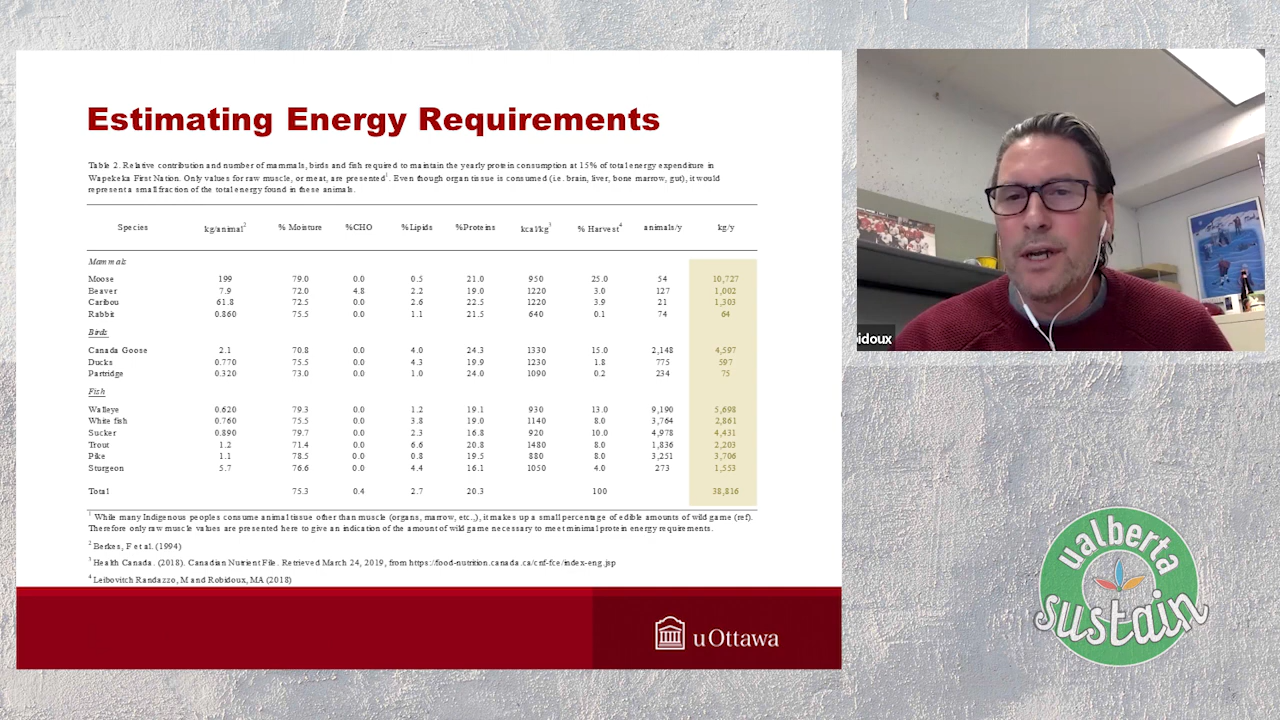 Estimating Energy Requirements
Table 2. Relative contribution and number of mammals, birds and fish required to maintain the yearly protein consumption at 15% of total energy expenditure in
Wapekeka First Nation. Only values for raw muscle, or meat, are presented1. Even though organ tissue is consumed (i.e. brain, liver, bone marrow, gut), it would
represent a small fraction of the total energy found in these animals.
Species kg/animal2 % Moisture %CHO %Lipids %Proteins kcal/kg3 % Harvest4 animals/y kg/y
Mammals
Moose 199 79.0 0.0 0.5 21.0 950 25.0 54 10,727
Beaver 7.9 72.0 4.8 2.2 19.0 1220 3.0 127 1,002
Caribou 61.8 72.5 0.0 2.6 22.5 1220 3.9 21 1,303
Rabbit 0.860 75.5 0.0 1.1 21.5 640 0.1 74 64
Birds
Canada Goose 2.1 70.8 0.0 4.0 24.3 1330 15.0 2,148 4,597
Ducks 0.770 75.5 0.0 4.3 19.9 1230 1.8 775 597
Partridge 0.320 73.0 0.0 1.0 24.0 1090 0.2 234 75
Fish
Walleye 0.620 79.3 0.0 1.2 19.1 930 13.0 9,190 5,698
White fish 0.760 75.5 0.0 3.8 19.0 1140 8.0 3,764 2,861
Sucker 0.890 79.7 0.0 2.3 16.8 920 10.0 4,978 4,431
Trout 1.2 71.4 0.0 6.6 20.8 1480 8.0 1,836 2,203
Pike 1.1 78.5 0.0 0.8 19.5 880 8.0 3,251 3,706
Sturgeon 5.7 76.6 0.0 4.4 16.1 1050 4.0 273 1,553
Total 75.3 0.4 2.7 20.3 100 38,816
1 While many Indigenous peoples consume animal tissue other than muscle (organs, marrow, etc.,), it makes up a small percentage of edible amounts of wild game (ref).
Therefore only raw muscle values are presented here to give an indication of the amount of wild game necessary to meet minimal protein energy requirements.
2 Berkes, F et al. (1994)
3 Health Canada. (2018). Canadian Nutrient File. Retrieved March 24, 2019, from https://food-nutrition.canada.ca/cnf-fce/index-eng.jsp
4 Leibovitch Randazzo, M and Robidoux, MA (2018)
uOttawa
idoux
ualberta
sustain